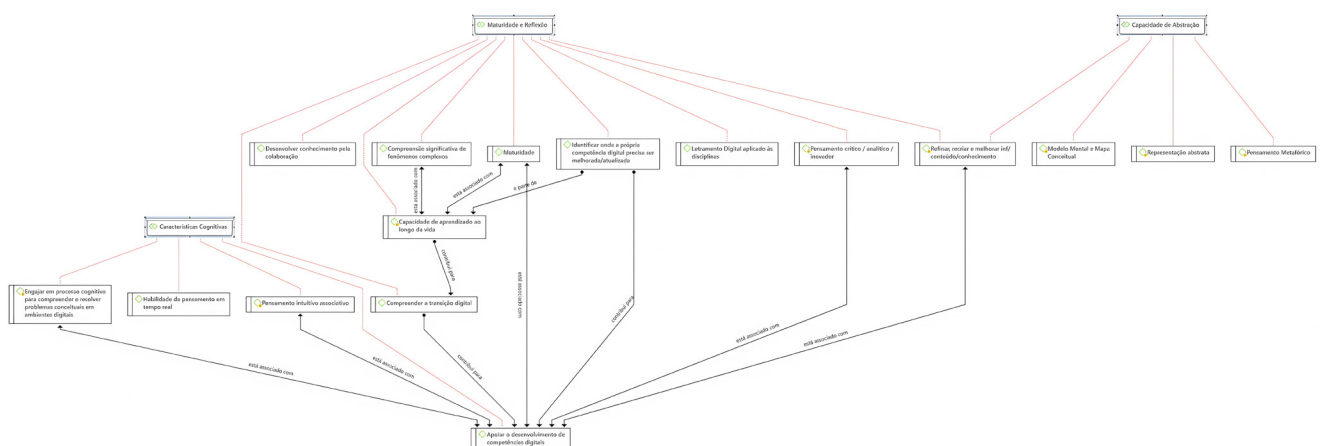 Maturidade e Reflexão
Capacidade de Abstração
Desenvolver conhecimento pela
colaboração
Compreensão significativa de
fenômenos complexos
Maturidade
Identificar onde a própria
competência digital precisa ser
melhorada/atualizada
Letramento Digital aplicado às
disciplinas
Pensamento crítico / analítico /
inovador
Refinar, recriar e melhorar inf/
conteúdo/conhecimento
Modelo Mental e Mapa
Conceitual
Representação abstrata
Pensamento Metafórico
está associado com
está associado com
é parte de
Características Cognitivas
Capacidade de aprendizado ao
longo da vida
contribui para
Engajar em processo cognitivo
para compreender e resolver
problemas conceituais em
ambientes digitais
Habilidade de pensamento em
tempo real
Pensamento intuitivo associativo
Compreender a transição digital
está associado com
contribui para
está associado com
está associado com
está associado com
está associado com
contribui para
Apoiar o desenvolvimento de
competências digitais